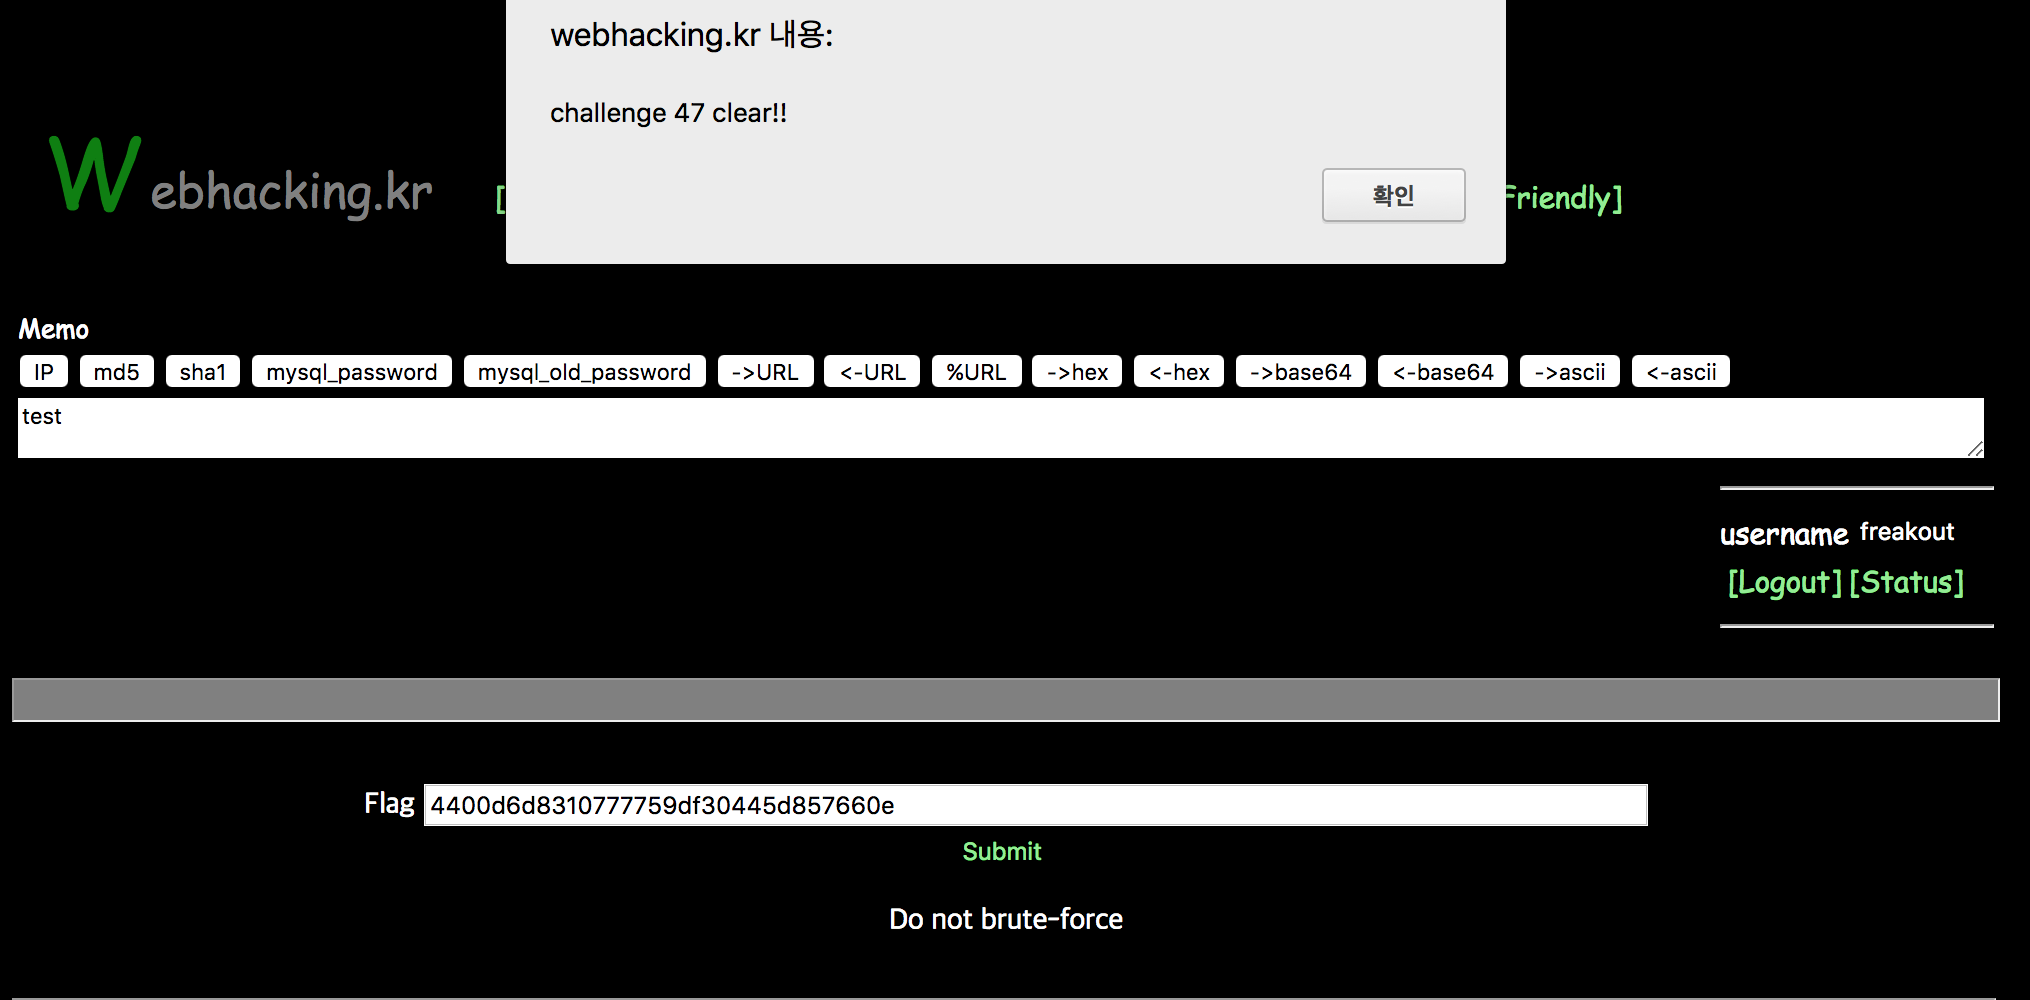 webhacking.kr 내용:
challenge 47 clear!!
확인
Webhacking.kr [ Friendly]
Memo
IP md5 sha1 mysql_password mysql_old_password ->URL <-URL %URL ->hex <-hex ->base64 <-base64 ->ascii <-ascii
test
username freakout
[Logout] [Status]
Flag 4400d6d8310777759df30445d857660e
Submit
Do not brute-force